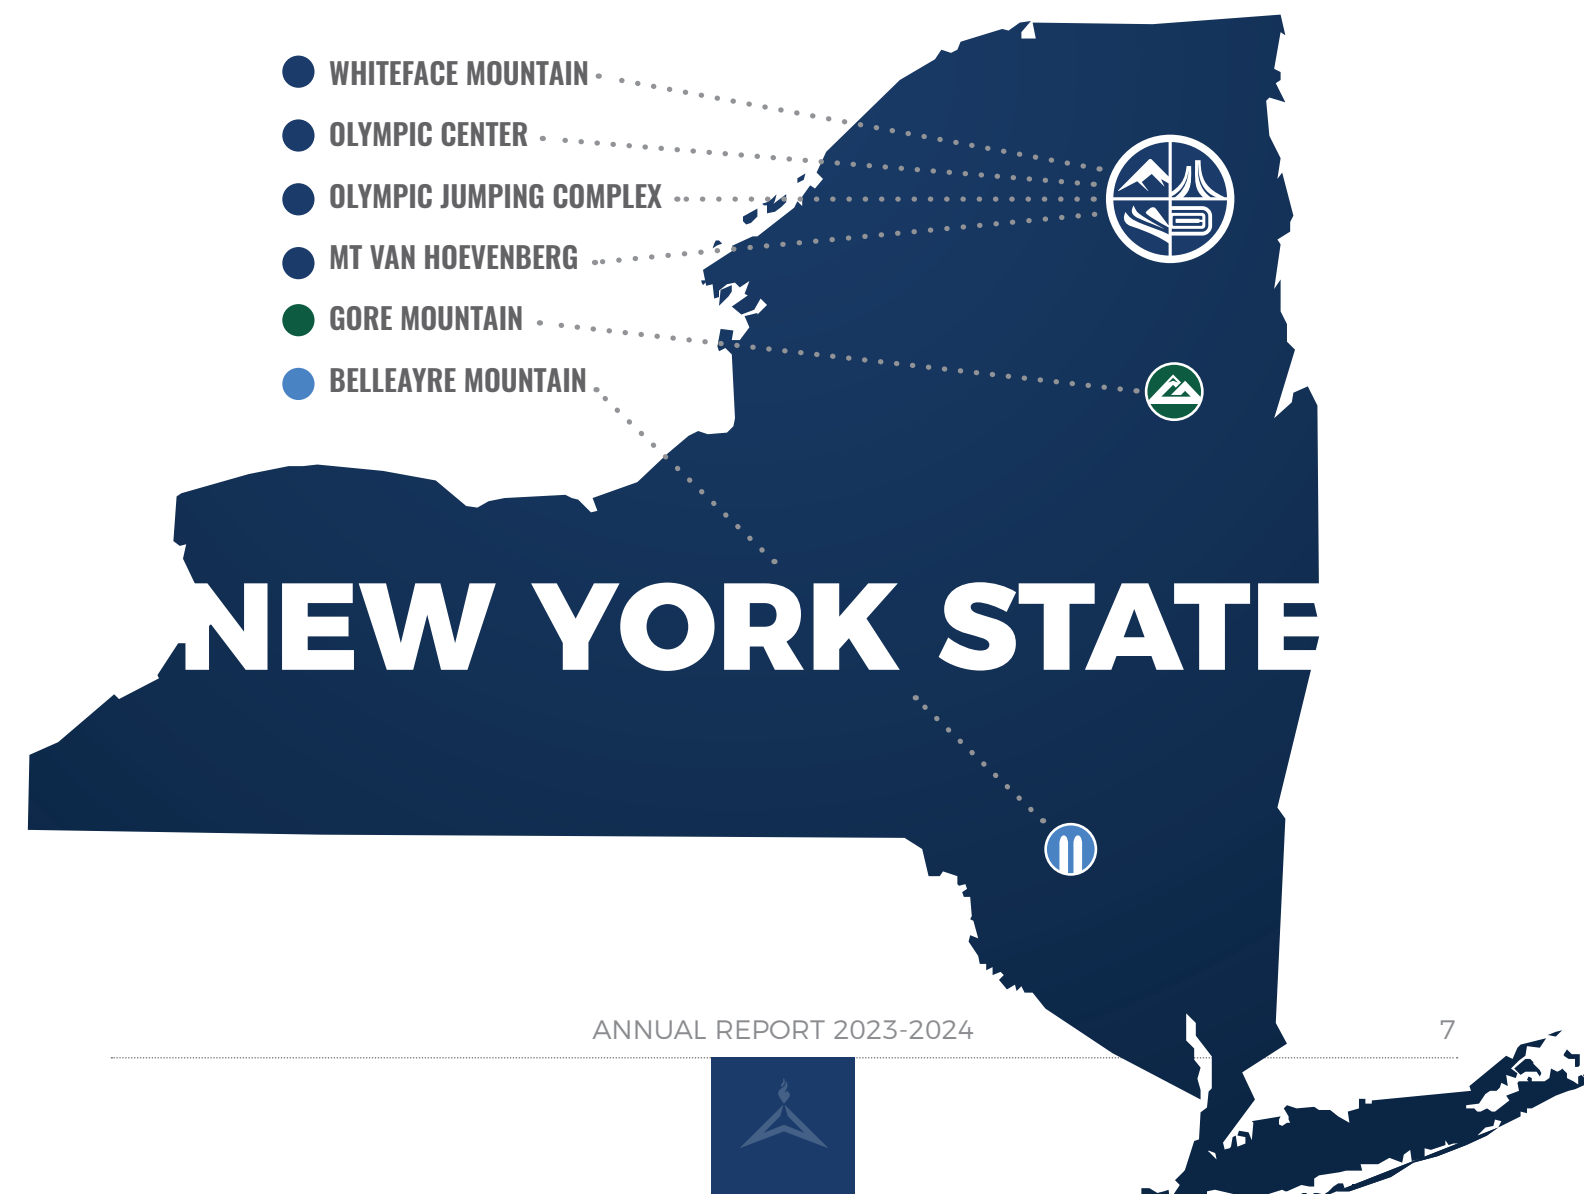 WHITEFACE MOUNTAIN
OLYMPIC CENTER
OLYMPIC JUMPING COMPLEX
MT VAN HOEVENBERG
GORE MOUNTAIN
BELLEAYRE MOUNTAIN
NEW YORK STATE
ANNUAL REPORT 2023-2024
7